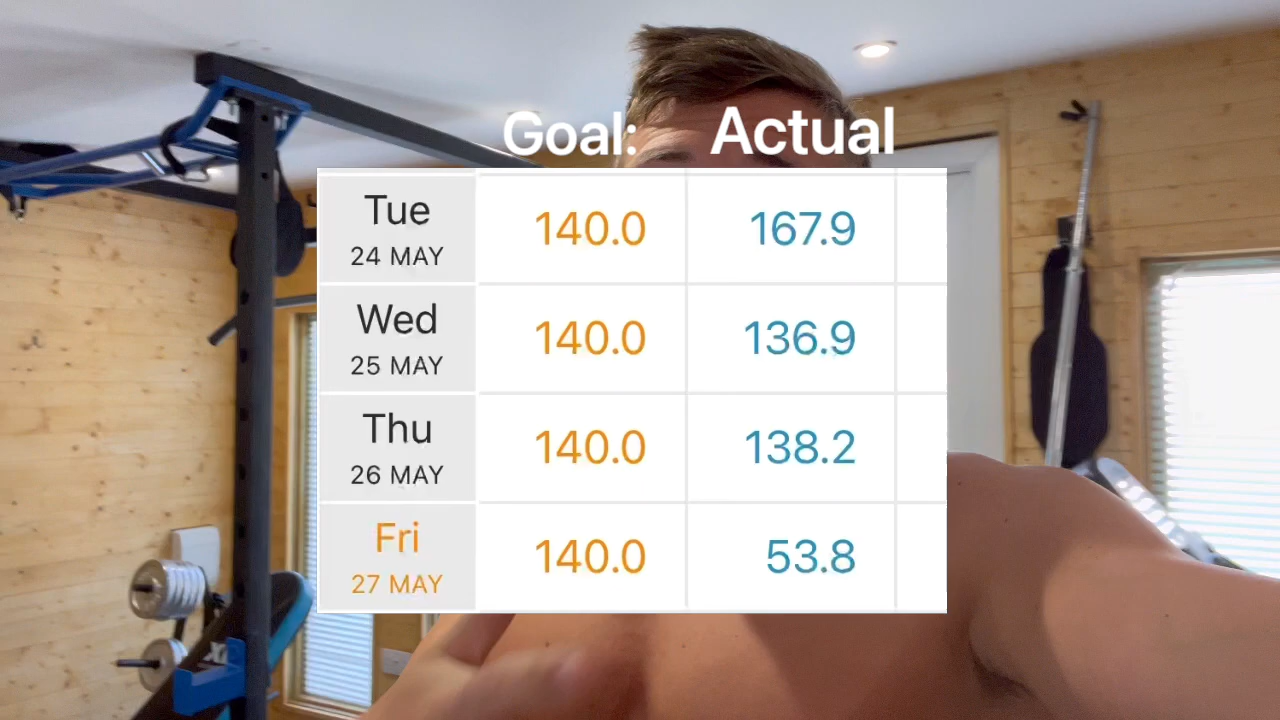 Goal: Actual
Tue 140.0 167.9
24 MAY
Wed 140.0 136.9
25 MAY
Thu 140.0 138.2
26 MAY
Fri 140.0 53.8
27 MAY